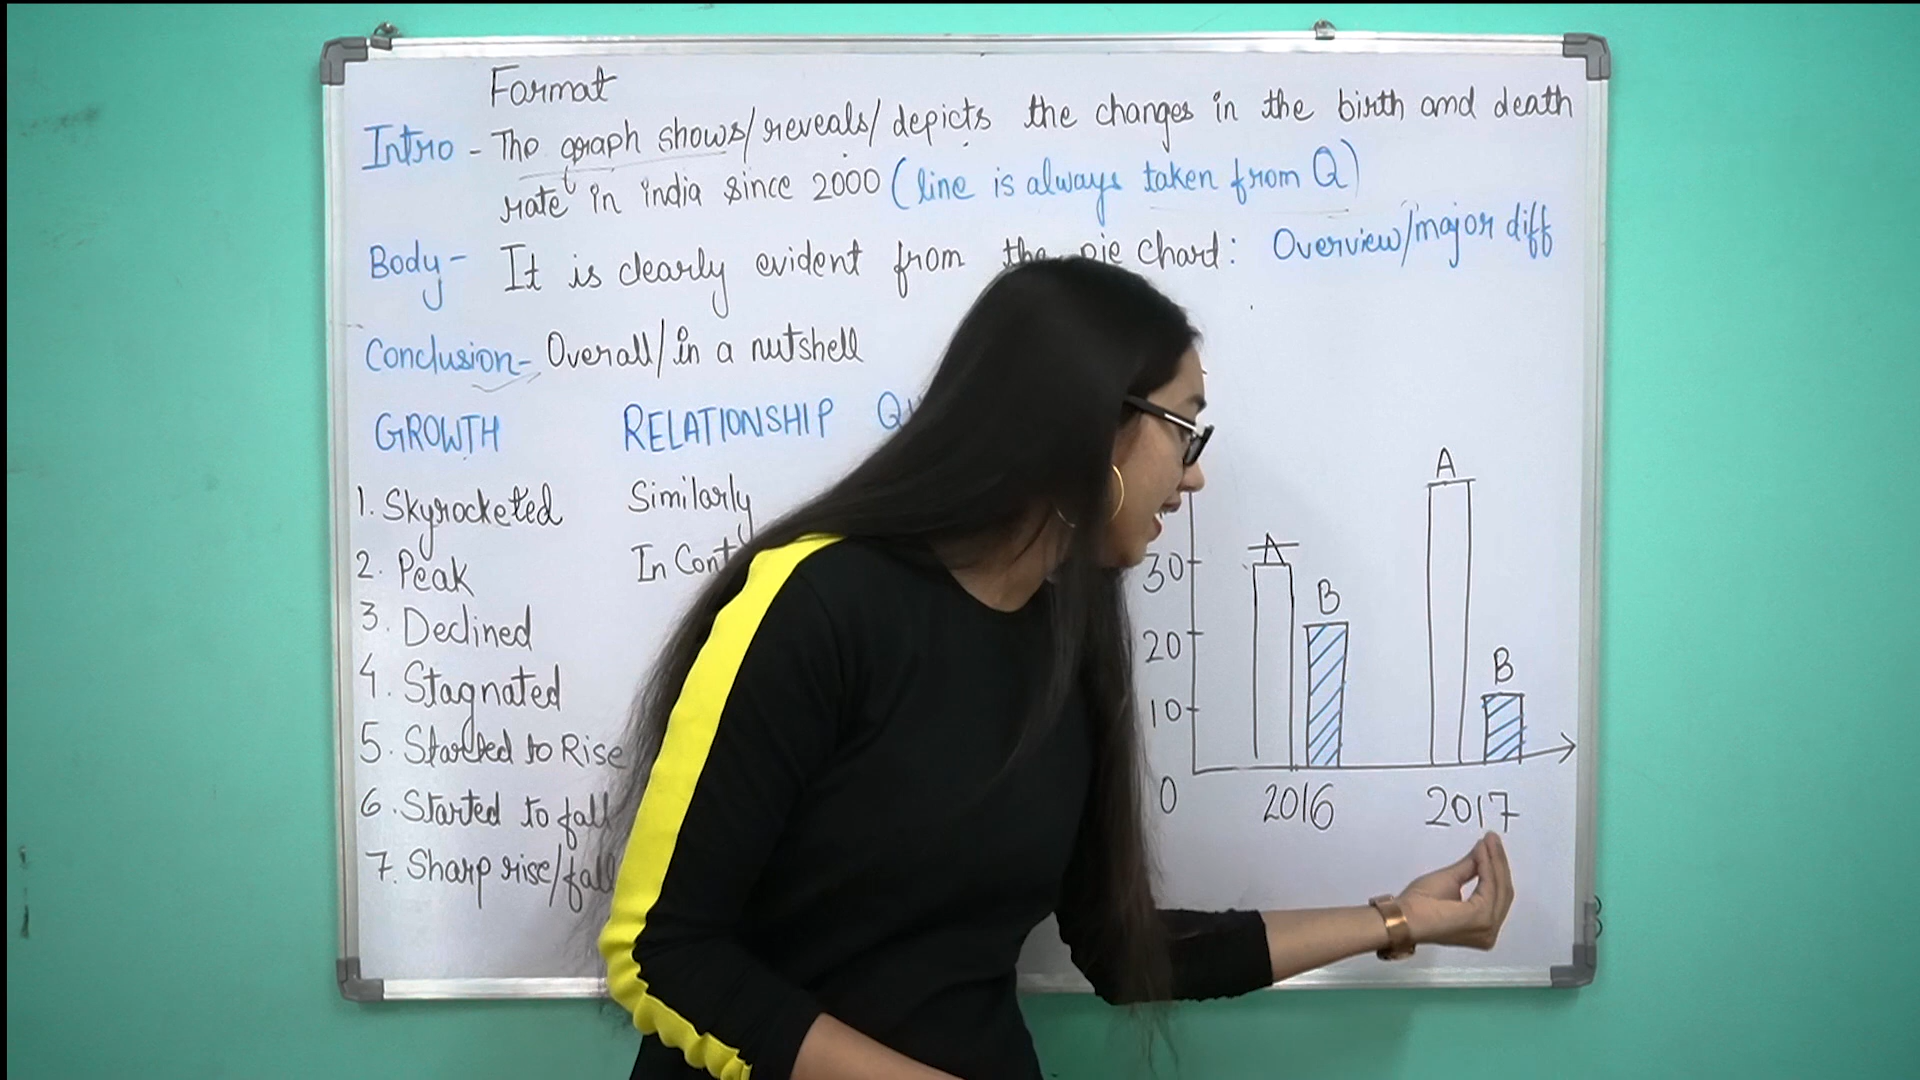 Format
Intro - The graph shows/reveals/depicts the changes in the birth and death
rate in india since 2000 (line is always taken from Q)
Body - It is clearly evident from the pie chart: Overview/major diff
Conclusion - Overall/in a nutshell
GROWTH RELATIONSHIP
1. Skyrocketed
2. Peak
3. Declined
4. Stagnated
5. Started to Rise
6. Started to fall
7. Sharp rise/fall
Similarly
In Cont
A
A
30
B
20
B
10
0
2016 2017